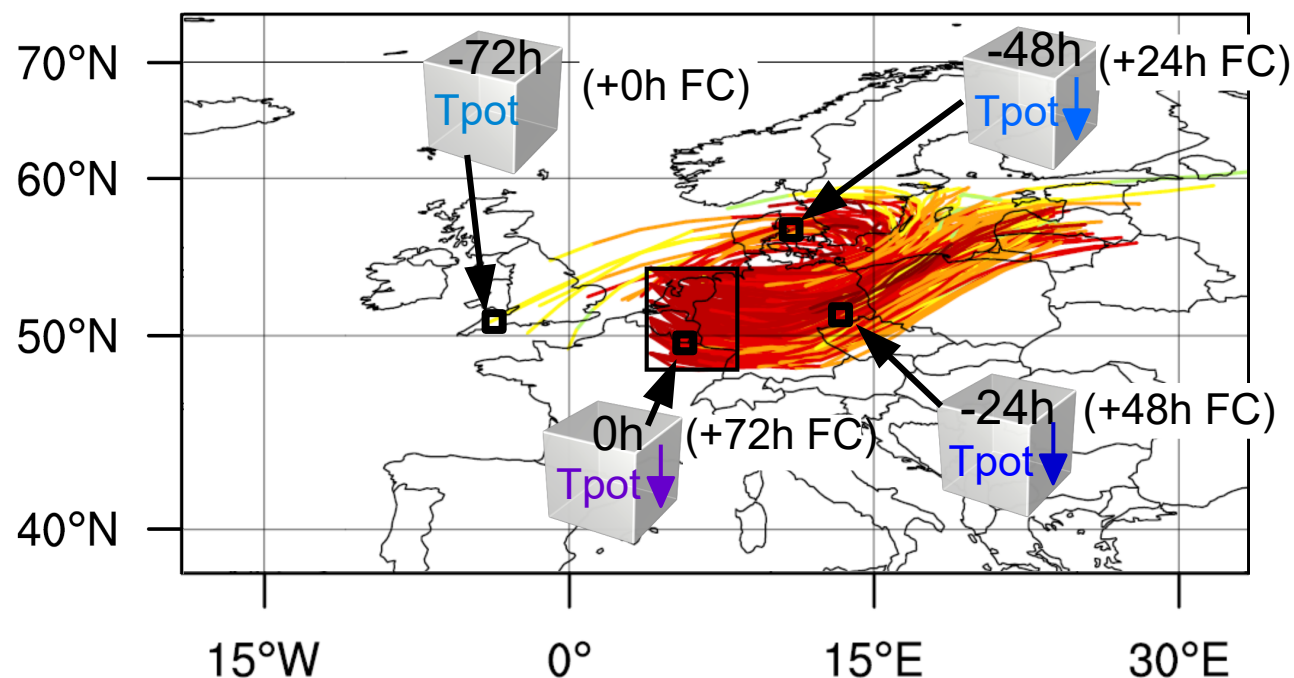 70°N
60°N
50°N
40°N
-72h
Tpot
(+0h FC)
-48h
(+24h FC)
Tpot
0h
(+72h FC)
Tpot
-24h
(+48h FC)
Tpot
15°W
0°
15°E
30°E